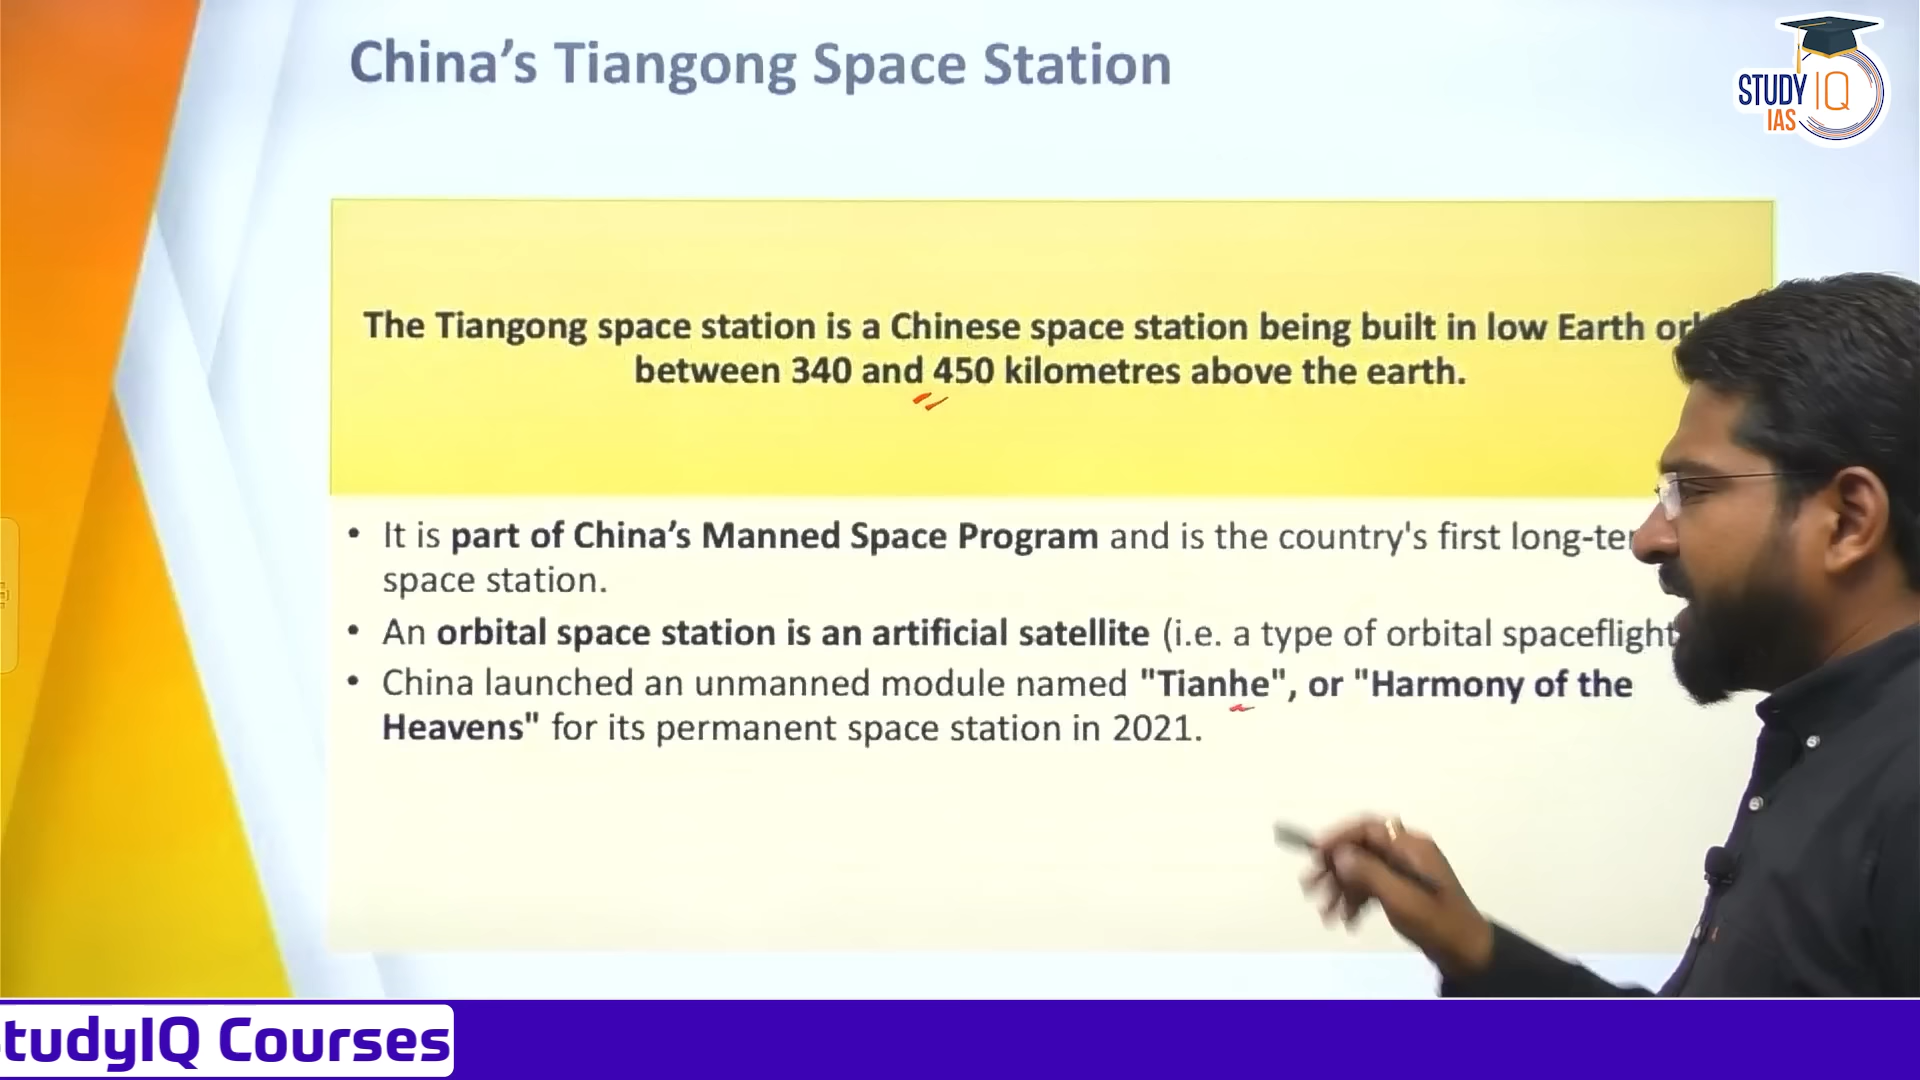 China’s Tiangong Space Station
STUDY IQ
IAS
The Tiangong space station is a Chinese space station being built in low Earth
between 340 and 450 kilometres above the earth.
• It is part of China’s Manned Space Program and is the country's first
space station.
• An orbital space station is an artificial satellite (i.e. a type of orbital spaceflight
• China launched an unmanned module named "Tianhe", or "Harmony of the
Heavens" for its permanent space station in 2021.
tudyIQ Courses